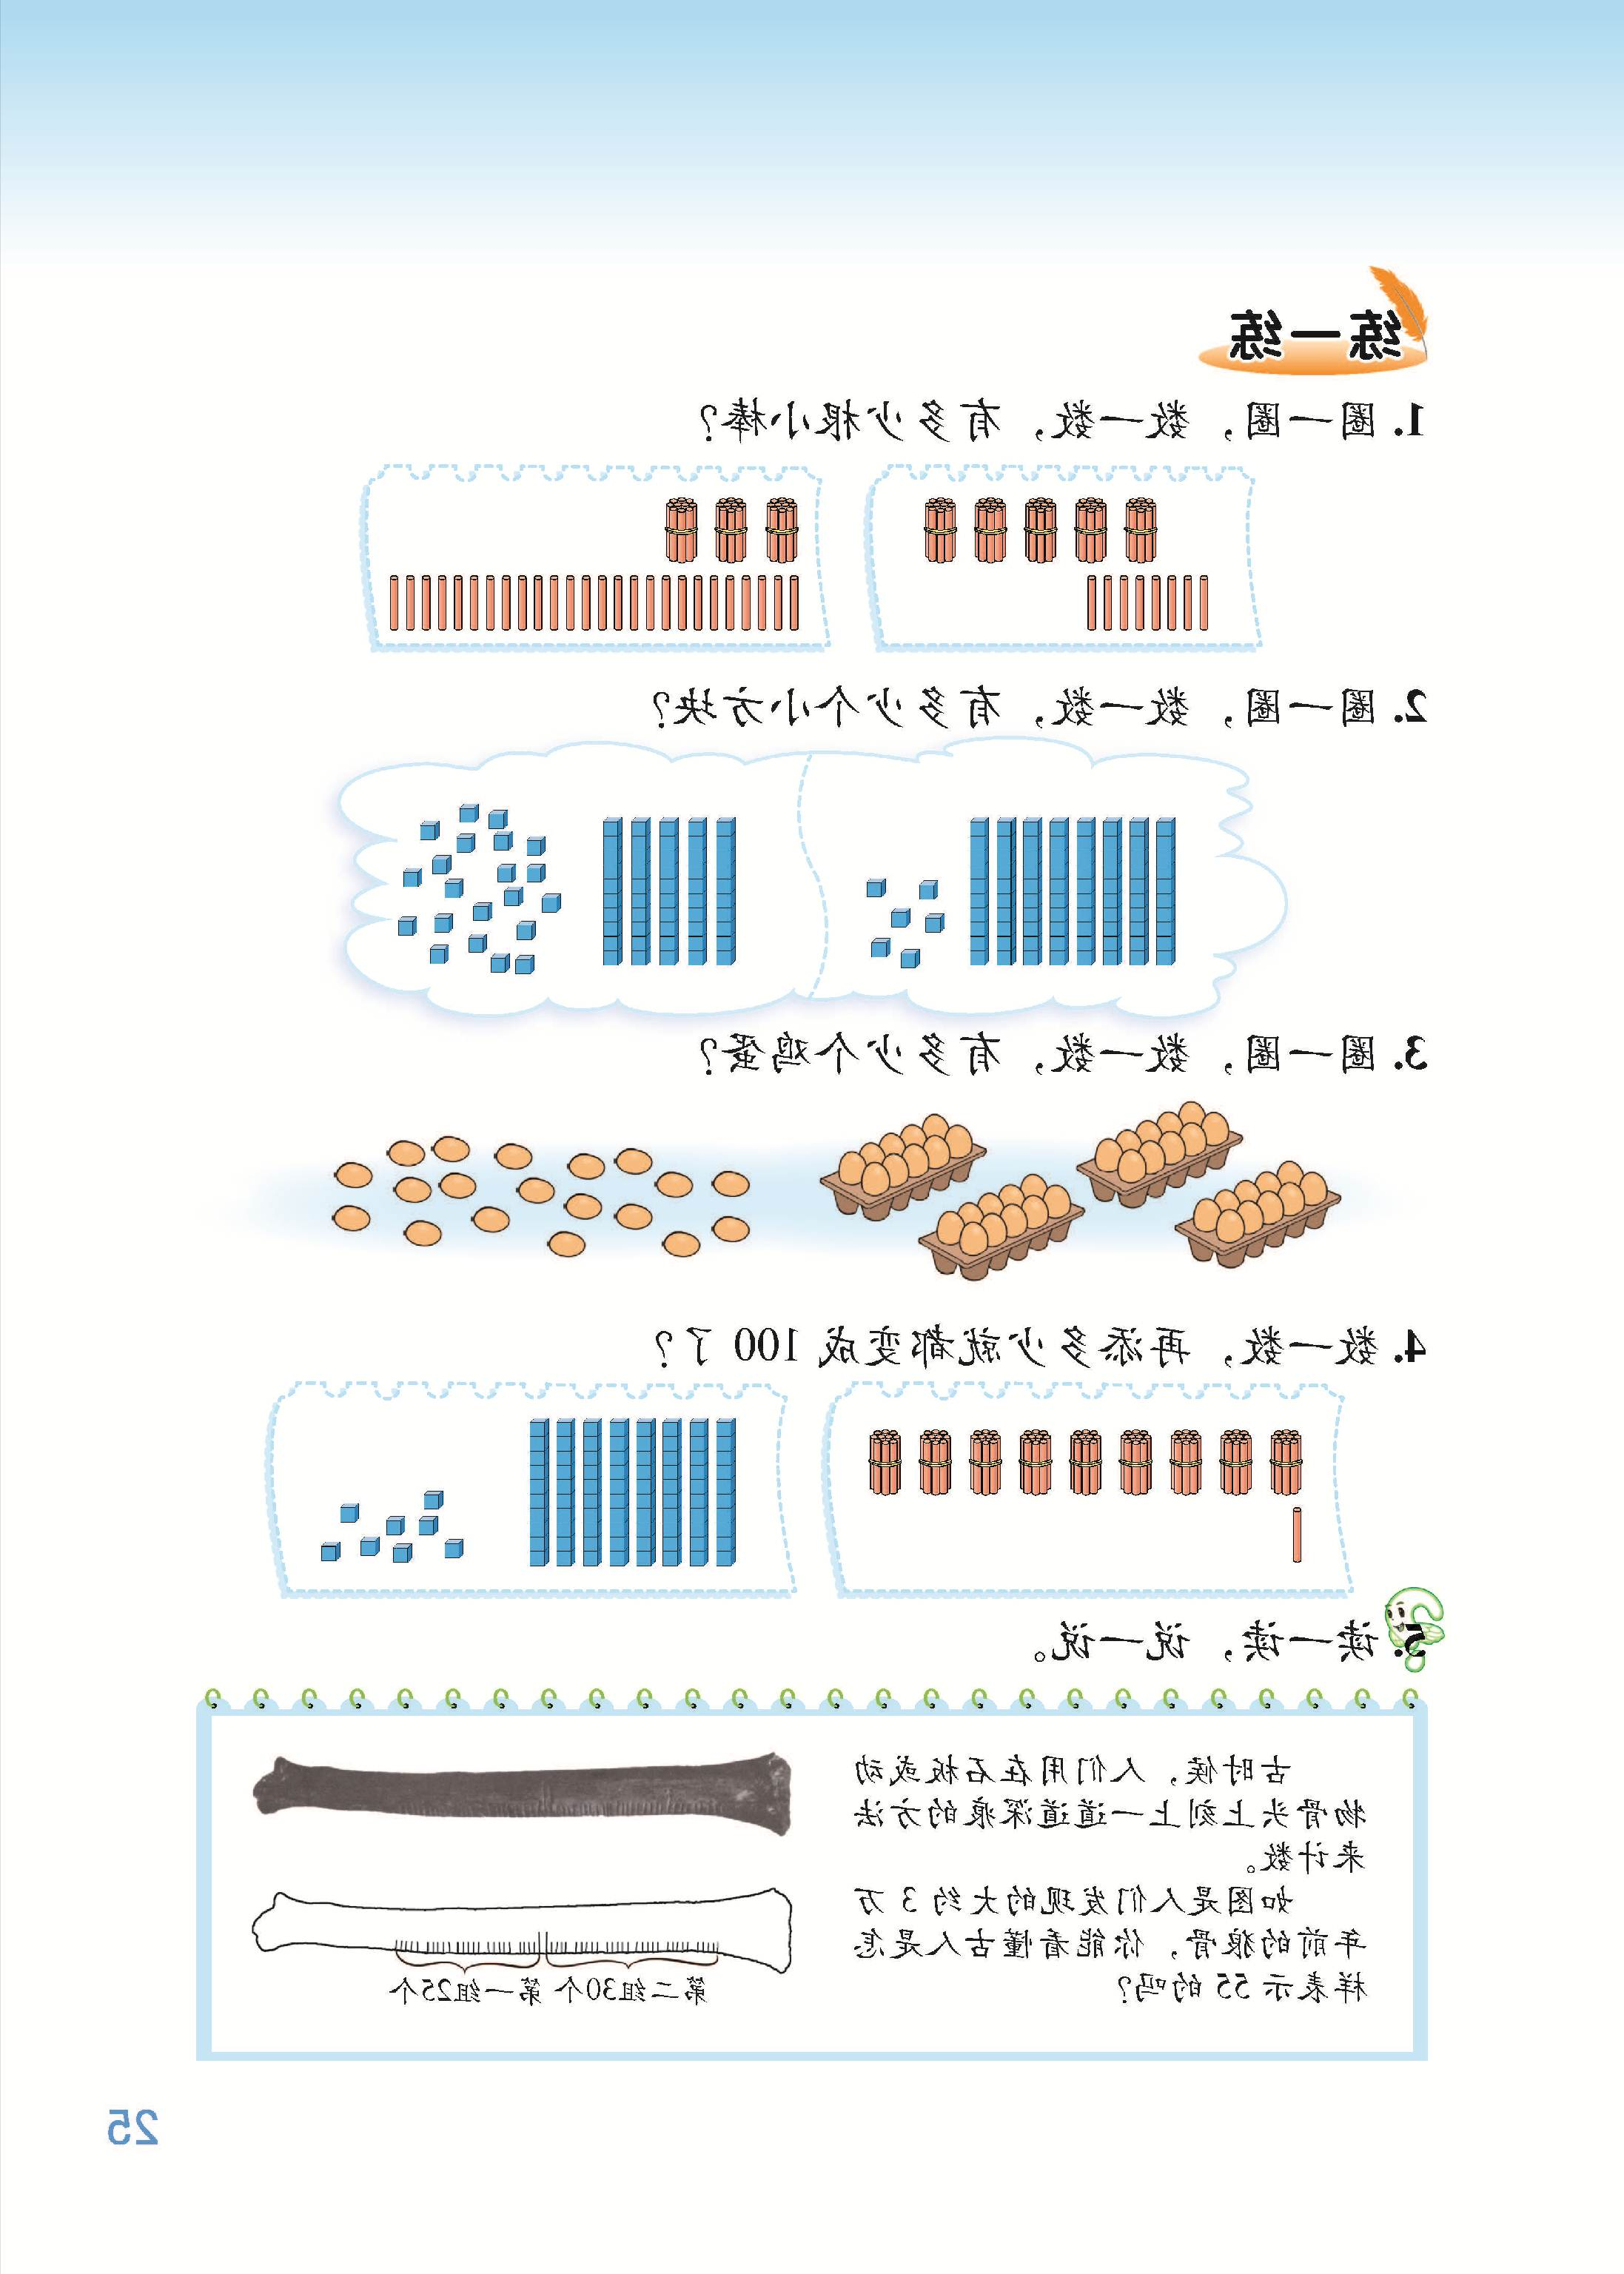 练一练
1. 圈一圈，数一数，有多少根小棒？
2. 圈一圈，数一数，有多少个小方块？
3. 圈一圈，数一数，有多少个鸡蛋？
4. 数一数，再添多少就都变成 100 了？
5. 读一读，说一说。
古时候，人们用在石板或动
物骨头上刻上一道道深痕的方法
来计数。
如图是人们发现的大约 3 万
年前的狼骨，你能看懂古人是怎
样表示 55 的吗？
第二组30个 第一组25个
25